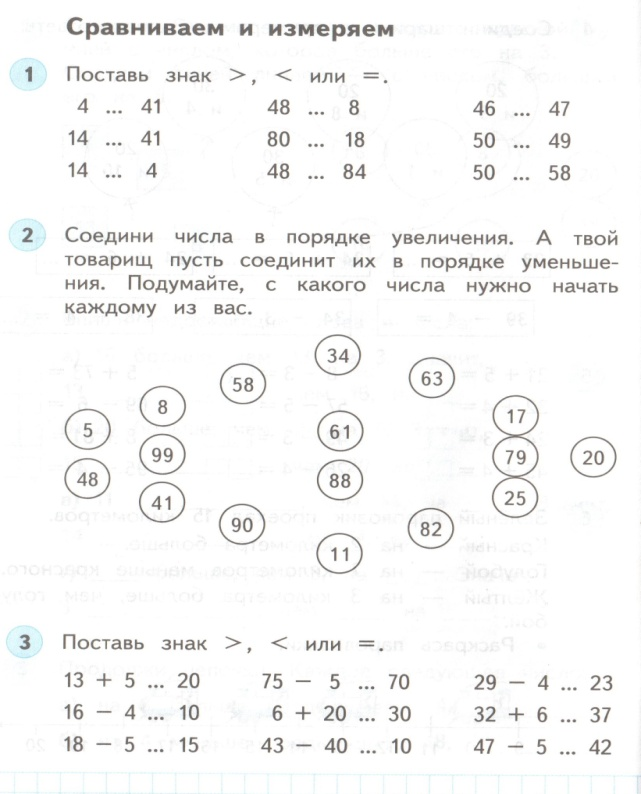 Сравниваем и измеряем
1 Поставь знак >, < или =.
4 ... 41 48 ... 8 46 ... 47
14 ... 41 80 ... 18 50 ... 49
14 ... 4 48 ... 84 50 ... 58
2 Соедини числа в порядке увеличения. А твой
товарищ пусть соединит их в порядке уменьше-
ния. Подумайте, с какого числа нужно начать
каждому из вас.
34
58 63
8 17
5 61
99 79 20
48 88
41 25
90 82
11
3 Поставь знак >, < или =.
13 + 5 ... 20 75 − 5 ... 70 29 − 4 ... 23
16 − 4 ... 10 6 + 20 ... 30 32 + 6 ... 37
18 − 5 ... 15 43 − 40 ... 10 47 − 5 ... 42